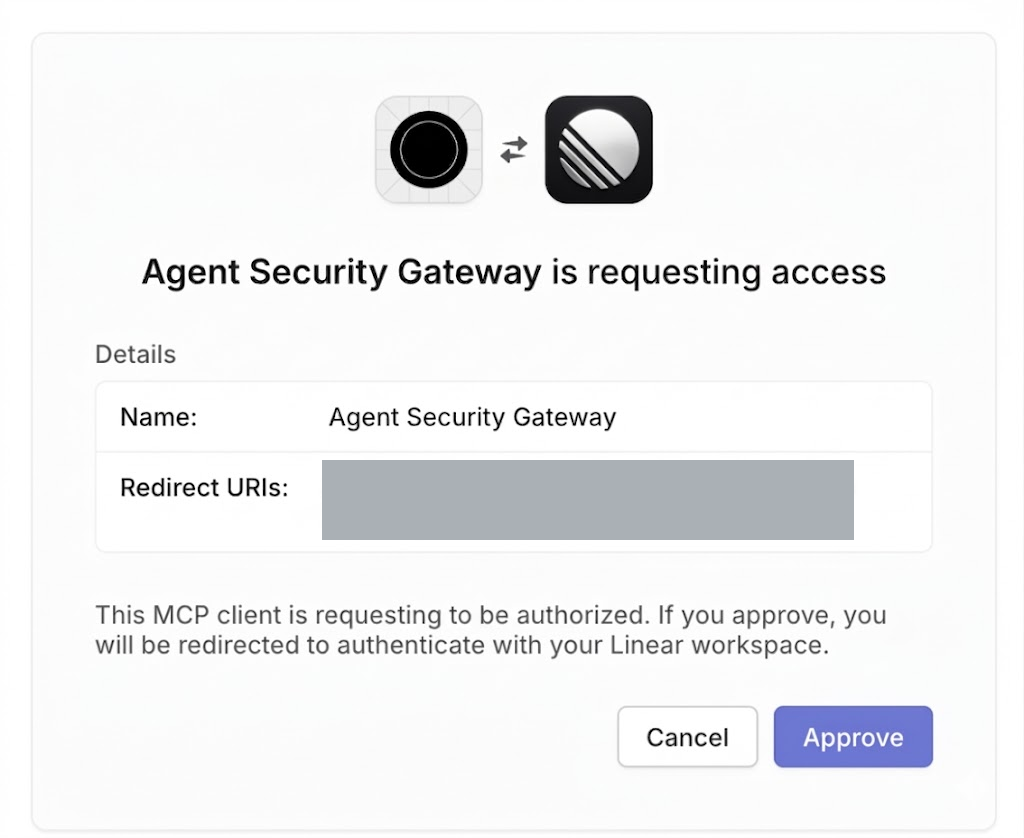 Agent Security Gateway is requesting access
Details
Name: Agent Security Gateway
Redirect URIs:
This MCP client is requesting to be authorized. If you approve, you
will be redirected to authenticate with your Linear workspace.
Cancel Approve